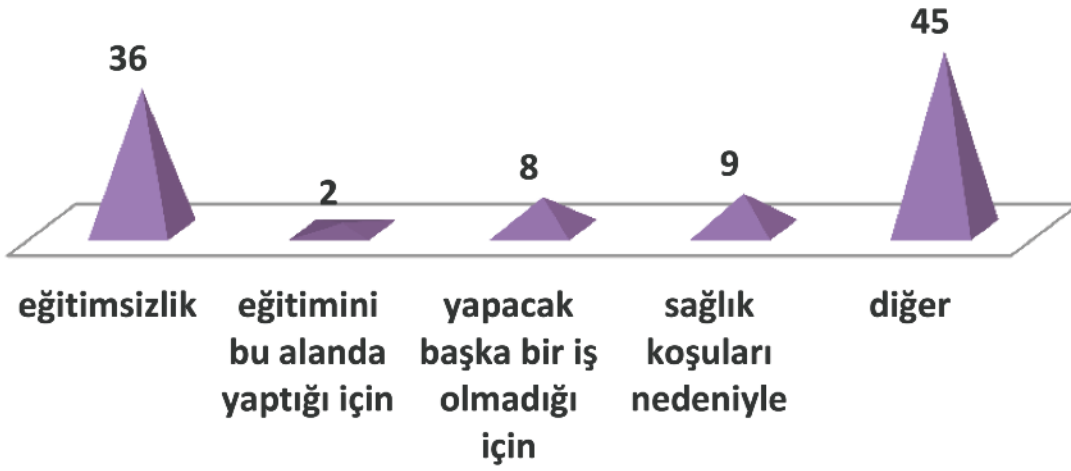 36
2
8
9
45
eğitimsizlik
eğitimini
bu alanda
yaptığı için
yapacak
başka bir iş
olmadığı
için
sağlık
koşuları
nedeniyle
diğer